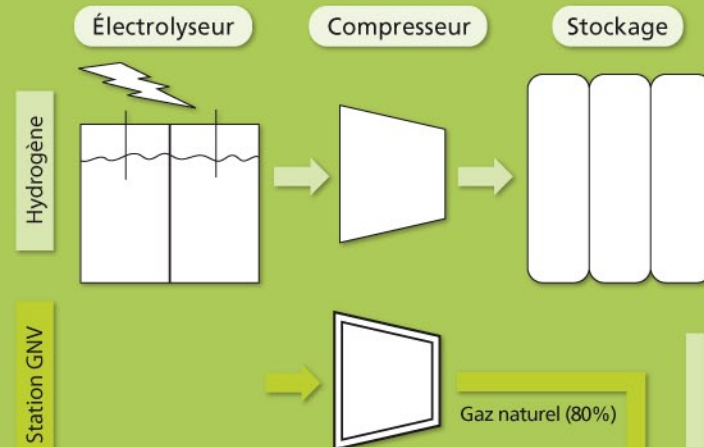 Électrolyseur
Compresseur
Stockage
Hydrogène
Station GNV
Gaz naturel (80%)